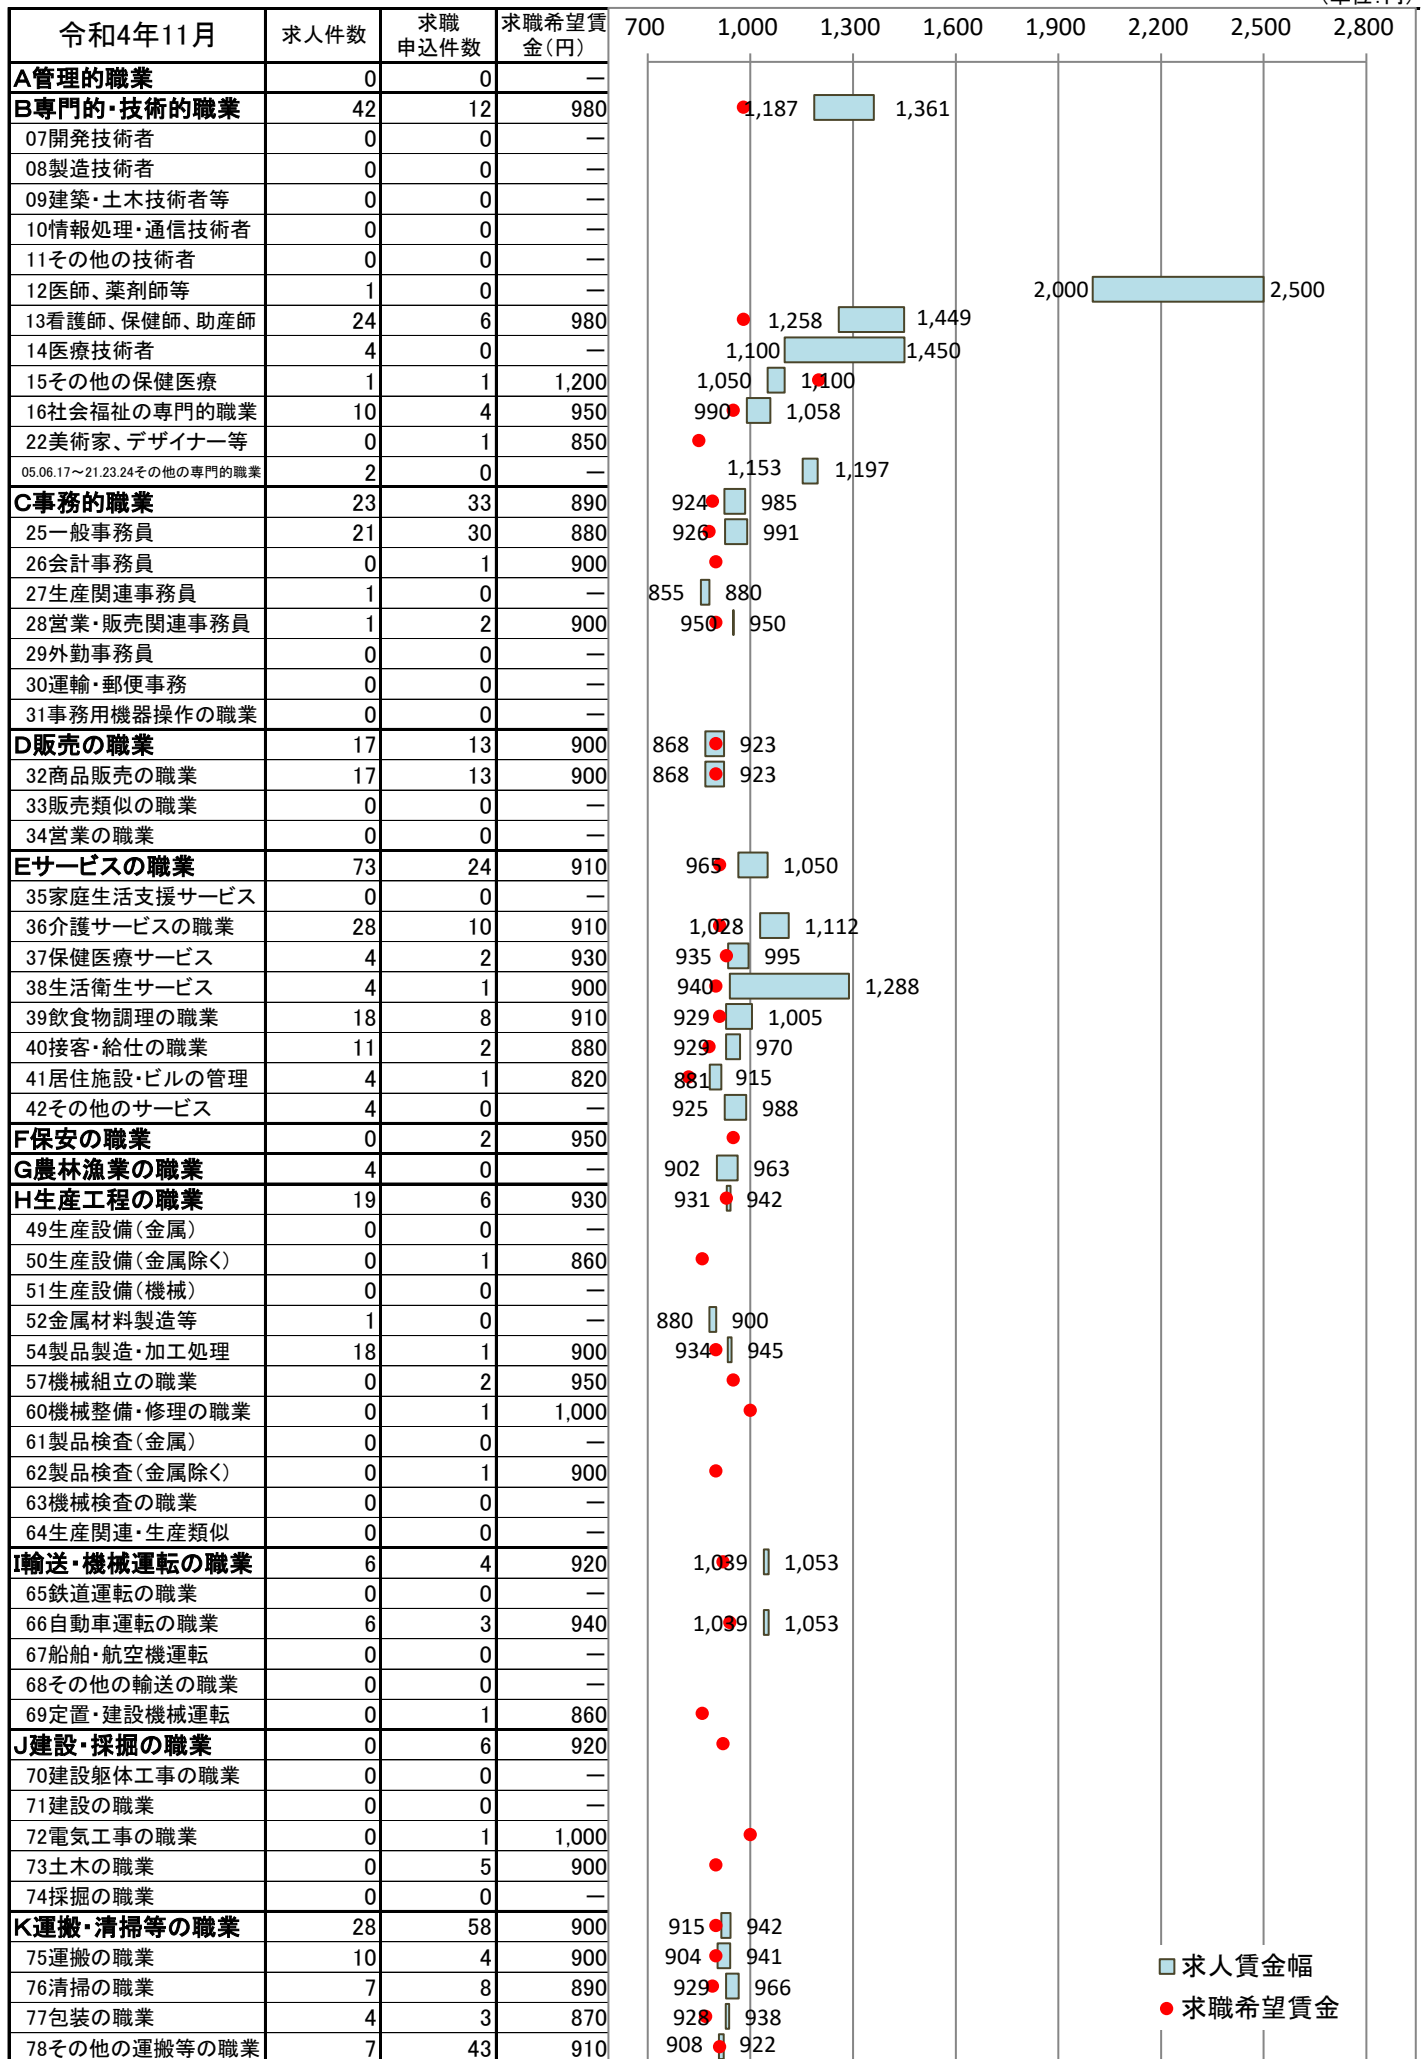 令和4年11月 求人件数 求職申込件数 求職希望賃金(円) 700 1,000 1,300 1,600 1,900 2,200 2,500 2,800
A管理的職業 0 0 ―
B専門的・技術的職業 42 12 980 1,187 1,361
07開発技術者 0 0 ―
08製造技術者 0 0 ―
09建築・土木技術者等 0 0 ―
10情報処理・通信技術者 0 0 ―
11その他の技術者 0 0 ―
12医師、薬剤師等 1 0 ― 2,000 2,500
13看護師、保健師、助産師 24 6 980 1,258 1,449
14医療技術者 4 0 ― 1,100 1,450
15その他の保健医療 1 1 1,200 1,050 1,100
16社会福祉の専門的職業 10 4 950 990 1,058
22美術家、デザイナー等 0 1 850
05.06.17～21.23.24その他の専門的職業 2 0 ― 1,153 1,197
C事務的職業 23 33 890 924 985
25一般事務員 21 30 880 926 991
26会計事務員 0 1 900
27生産関連事務員 1 0 ― 855 880
28営業・販売関連事務員 1 2 900 950 950
29外勤事務員 0 0 ―
30運輸・郵便事務 0 0 ―
31事務用機器操作の職業 0 0 ―
D販売の職業 17 13 900 868 923
32商品販売の職業 17 13 900 868 923
33販売類似の職業 0 0 ―
34営業の職業 0 0 ―
Eサービスの職業 73 24 910 965 1,050
35家庭生活支援サービス 0 0 ―
36介護サービスの職業 28 10 910 1,028 1,112
37保健医療サービス 4 2 930 935 995
38生活衛生サービス 4 1 900 940 1,288
39飲食物調理の職業 18 8 910 929 1,005
40接客・給仕の職業 11 2 880 929 970
41居住施設・ビルの管理 4 1 820 881 915
42その他のサービス 4 0 ― 925 988
F保安の職業 0 2 950
G農林漁業の職業 4 0 ― 902 963
H生産工程の職業 19 6 930 931 942
49生産設備(金属) 0 0 ―
50生産設備(金属除く) 0 1 860
51生産設備(機械) 0 0 ―
52金属材料製造等 1 0 ― 880 900
54製品製造・加工処理 18 1 900 934 945
57機械組立の職業 0 2 950
60機械整備・修理の職業 0 1 1,000
61製品検査(金属) 0 0 ―
62製品検査(金属除く) 0 1 900
63機械検査の職業 0 0 ―
64生産関連・生産類似 0 0 ―
I輸送・機械運転の職業 6 4 920 1,039 1,053
65鉄道運転の職業 0 0 ―
66自動車運転の職業 6 3 940 1,039 1,053
67船舶・航空機運転 0 0 ―
68その他の輸送の職業 0 0 ―
69定置・建設機械運転 0 1 860
J建設・採掘の職業 0 6 920
70建設躯体工事の職業 0 0 ―
71建設の職業 0 0 ―
72電気工事の職業 0 1 1,000
73土木の職業 0 5 900
74採掘の職業 0 0 ―
K運搬・清掃等の職業 28 58 900 915 942
75運搬の職業 10 4 900 904 941
76清掃の職業 7 8 890 929 966
77包装の職業 4 3 870 928 938
78その他の運搬等の職業 7 43 910 908 922
求人賃金幅
求職希望賃金